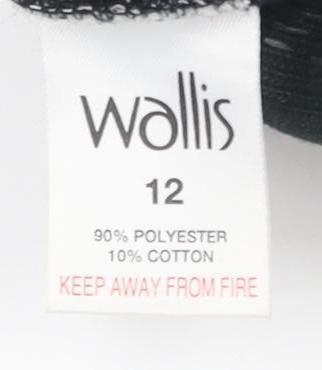 wallis
12
90% POLYESTER
10% COTTON
KEEP AWAY FROM FIRE